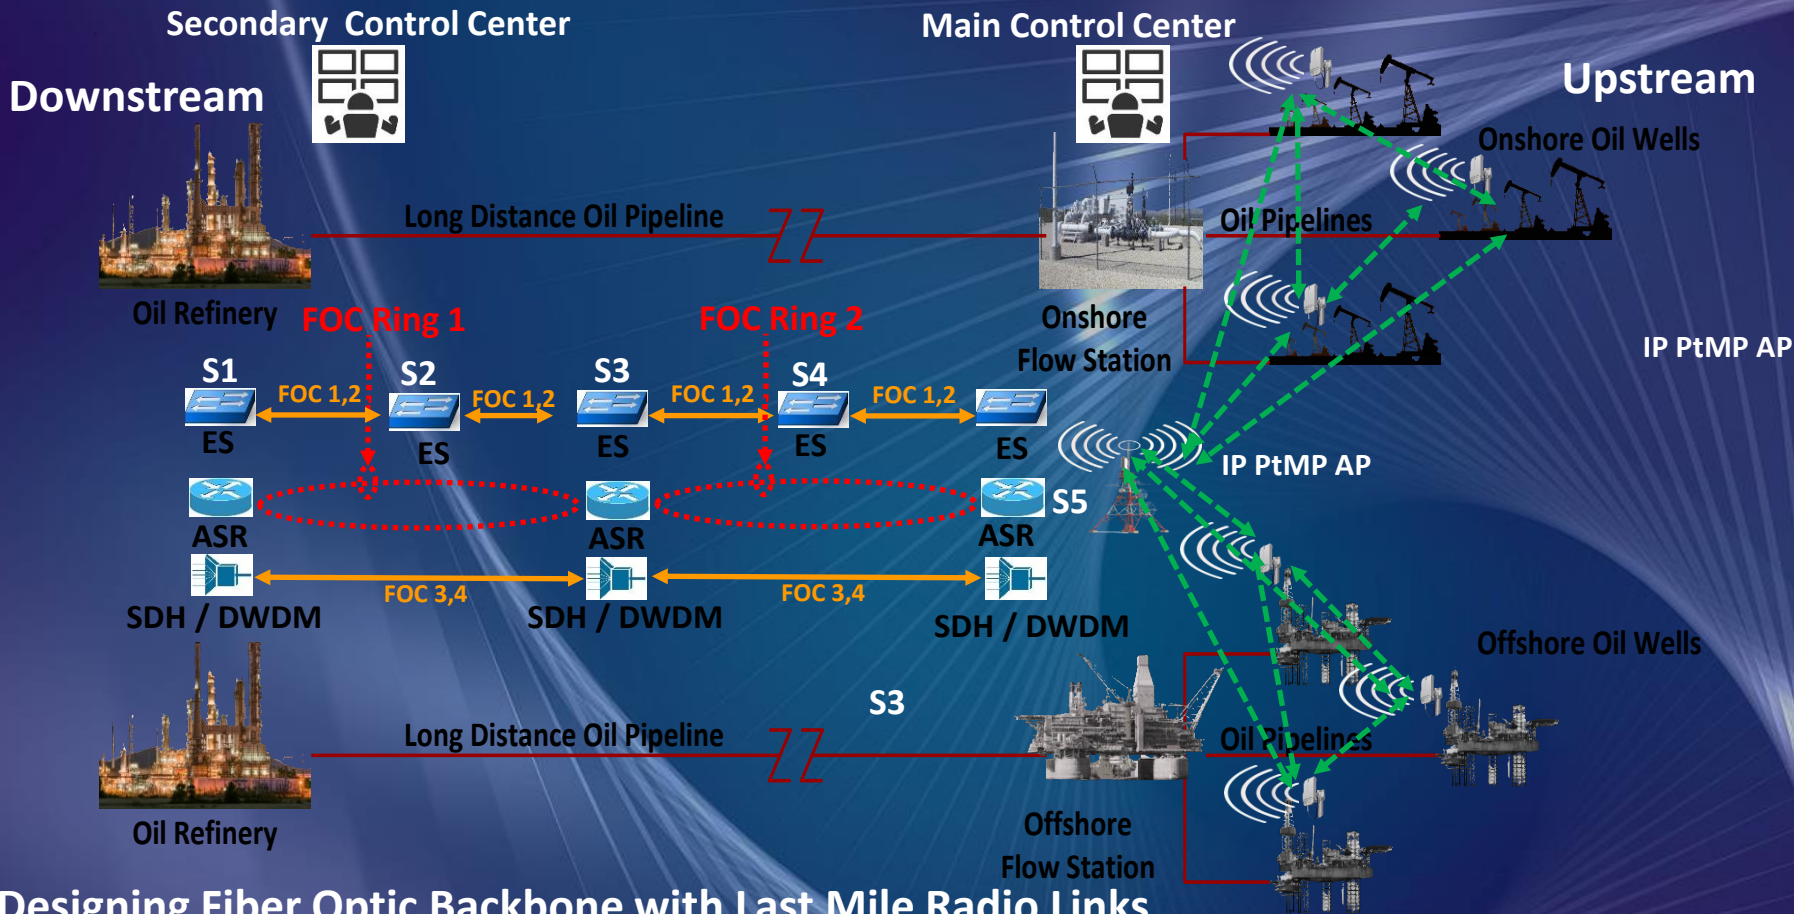 Secondary Control Center
Main Control Center
Downstream
Upstream
Onshore Oil Wells
Long Distance Oil Pipeline
Oil Pipelines
Oil Refinery
FOC Ring 1
FOC Ring 2
Onshore
Flow Station
IP PtMP AP
S1
S2
S3
S4
FOC 1,2
FOC 1,2
FOC 1,2
FOC 1,2
ES
ES
ES
ES
ES
IP PtMP AP
S5
ASR
ASR
ASR
FOC 3,4
FOC 3,4
SDH / DWDM
SDH / DWDM
SDH / DWDM
Offshore Oil Wells
S3
Long Distance Oil Pipeline
Oil Pipelines
Oil Refinery
Offshore
Flow Station
Designing Fiber Optic Backbone with Last Mile Radio Links